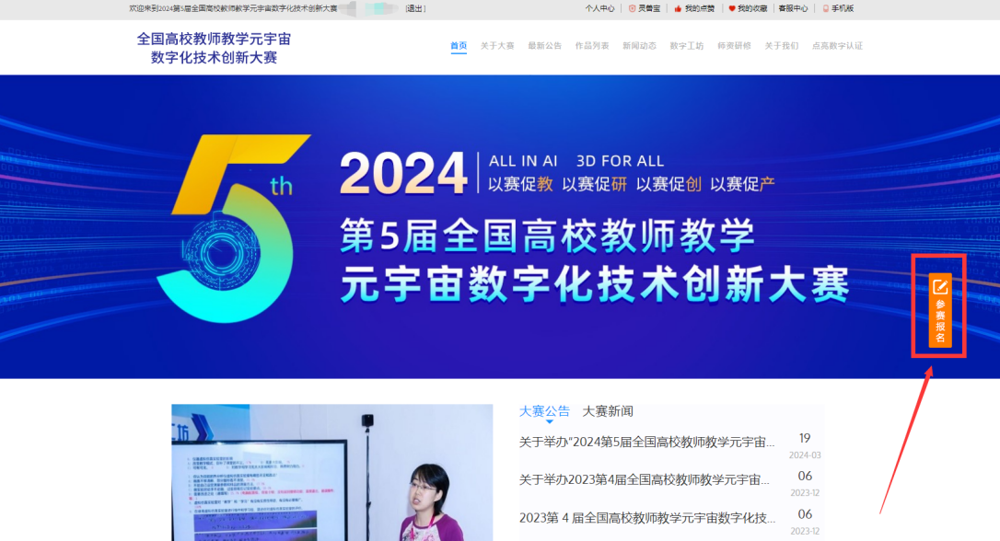 欢迎来到2024第5届全国高校教师教学元宇宙数字化技术创新大赛 [退出]
个人中心 灵兽宝 我的点赞 我的收藏 客服中心 手机版
全国高校教师教学元宇宙
数字化技术创新大赛
首页 关于大赛 最新公告 作品列表 新闻动态 数字工坊 师资研修 关于我们 点亮数字认证
5th
2024
ALL IN AI 3D FOR ALL
以赛促教 以赛促研 以赛促创 以赛促产
第5届全国高校教师教学
元宇宙数字化技术创新大赛
参赛报名
大赛公告 大赛新闻
关于举办"2024第5届全国高校教师教学元宇宙...
19
2024-03
关于举办2023第4届全国高校教师教学元宇宙...
06
2023-12
2023第 4 届全国高校教师教学元宇宙数字化技...
06
2023-12